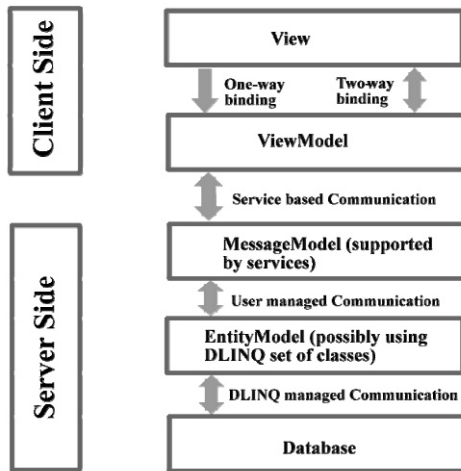 Client Side
View
One-way
binding
Two-way
binding
ViewModel
Service based Communication
Server Side
MessageModel (supported
by services)
User managed Communication
EntityModel (possibly using
DLINQ set of classes)
DLINQ managed Communication
Database